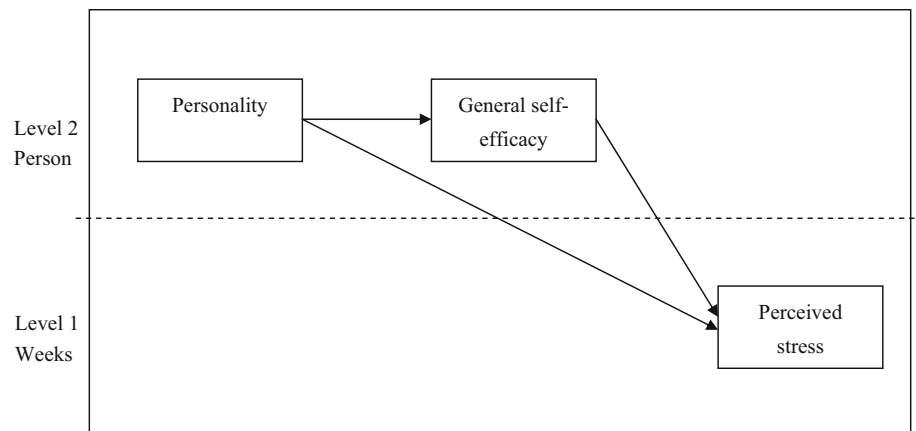 Level 2
Person
Personality
General self-
efficacy
Level 1
Weeks
Perceived
stress